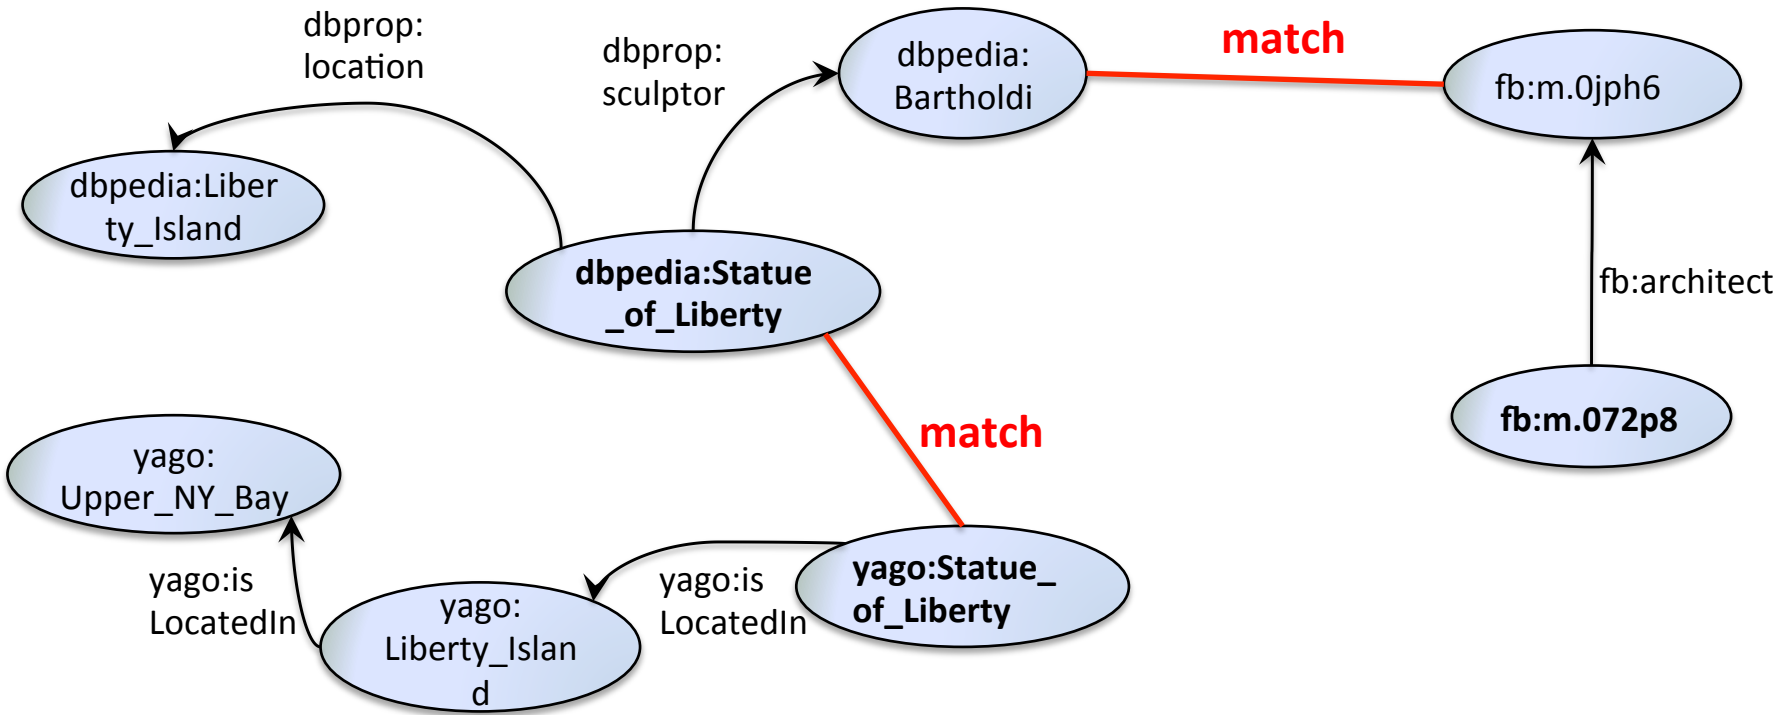 dbprop:
location
dbprop:
sculptor
dbpedia:
Bartholdi
match
fb:m.0jph6
dbpedia:Liber
ty_Island
dbpedia:Statue
_of_Liberty
fb:architect
fb:m.072p8
match
yago:
Upper_NY_Bay
yago:is
LocatedIn
yago:
Liberty_Islan
d
yago:is
LocatedIn
yago:Statue_
of_Liberty